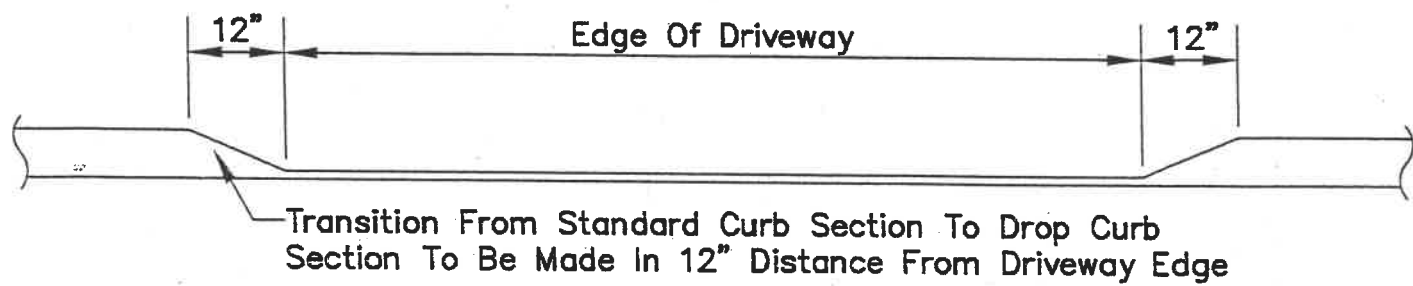 12”
Edge Of Driveway
12”
Transition From Standard Curb Section To Drop Curb
Section To Be Made In 12” Distance From Driveway Edge